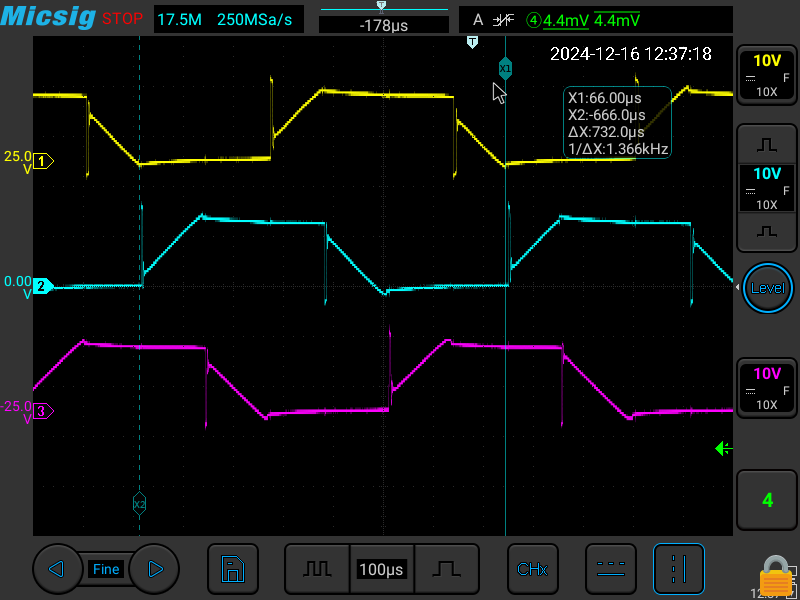 Micsig STOP 17.5M 250MSa/s T -178µs A 4 4.4mV 4.4mV
T
2024-12-16 12:37:18
X1
X1:66.00µs
X2:-666.0µs
ΔX:732.0µs
1/ΔX:1.366kHz
10V
F
10X
25.0
V
1
10V
F
10X
0.00
V
2
Level
10V
F
10X
-25.0
V
3
X2
4
Fine
100µs
CHx